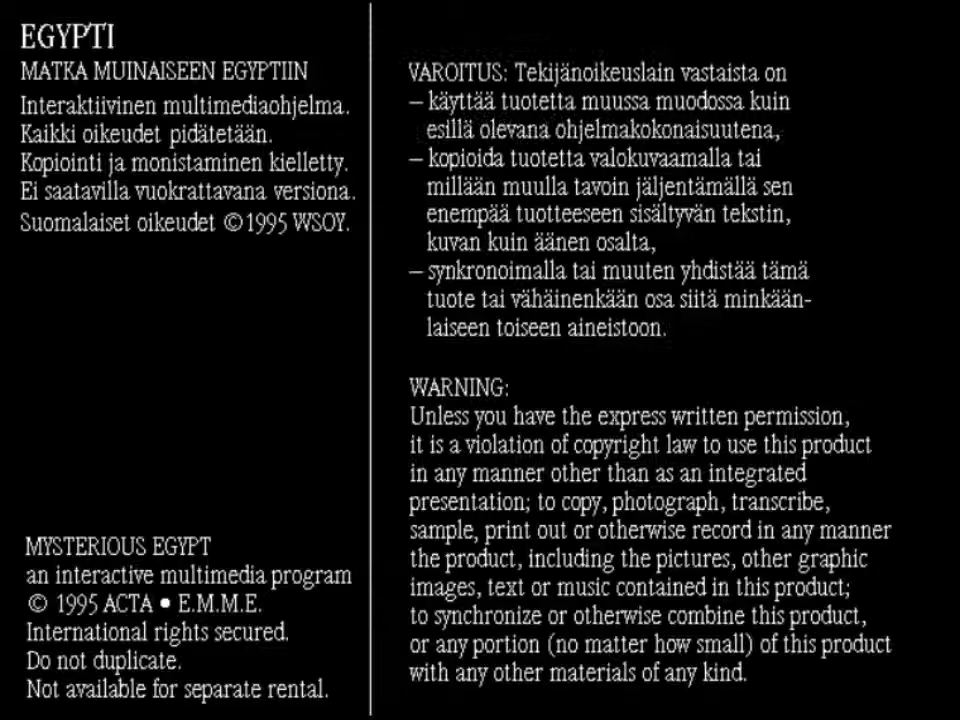 EGYPTI
MATKA MUINAISEEN EGYPTIIN
Interaktiivinen multimediaohjelma.
Kaikki oikeudet pidätetään.
Kopiointi ja monistaminen kielletty.
Ei saatavilla vuokrattavana versiona.
Suomalaiset oikeudet ©1995 WSOY.
MYSTERIOUS EGYPT
an interactive multimedia program
© 1995 ACTA • E.M.M.E.
International rights secured.
Do not duplicate.
Not available for separate rental.
VAROITUS: Tekijänoikeuslain vastaista on
– käyttää tuotetta muussa muodossa kuin
esillä olevana ohjelmakokonaisuutena,
– kopioida tuotetta valokuvaamalla tai
millään muulla tavoin jäljentämällä sen
enempää tuotteeseen sisältyvän tekstin,
kuvan kuin äänen osalta,
– synkronoimalla tai muuten yhdistää tämä
tuote tai vähäinenkään osa siitä minkään-
laiseen toiseen aineistoon.
WARNING:
Unless you have the express written permission,
it is a violation of copyright law to use this product
in any manner other than as an integrated
presentation; to copy, photograph, transcribe,
sample, print out or otherwise record in any manner
the product, including the pictures, other graphic
images, text or music contained in this product;
to synchronize or otherwise combine this product,
or any portion (no matter how small) of this product
with any other materials of any kind.